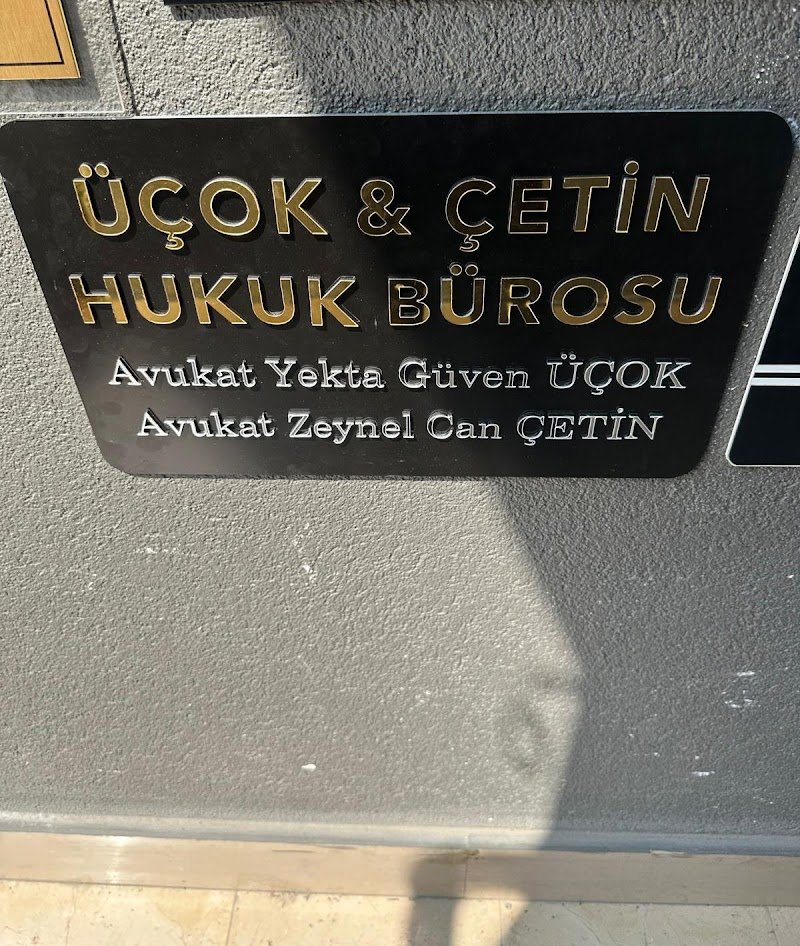 ÜÇOK & ÇETİN
HUKUK BÜROSU
Avukat Yekta Güven ÜÇOK
Avukat Zeynel Can ÇETİN